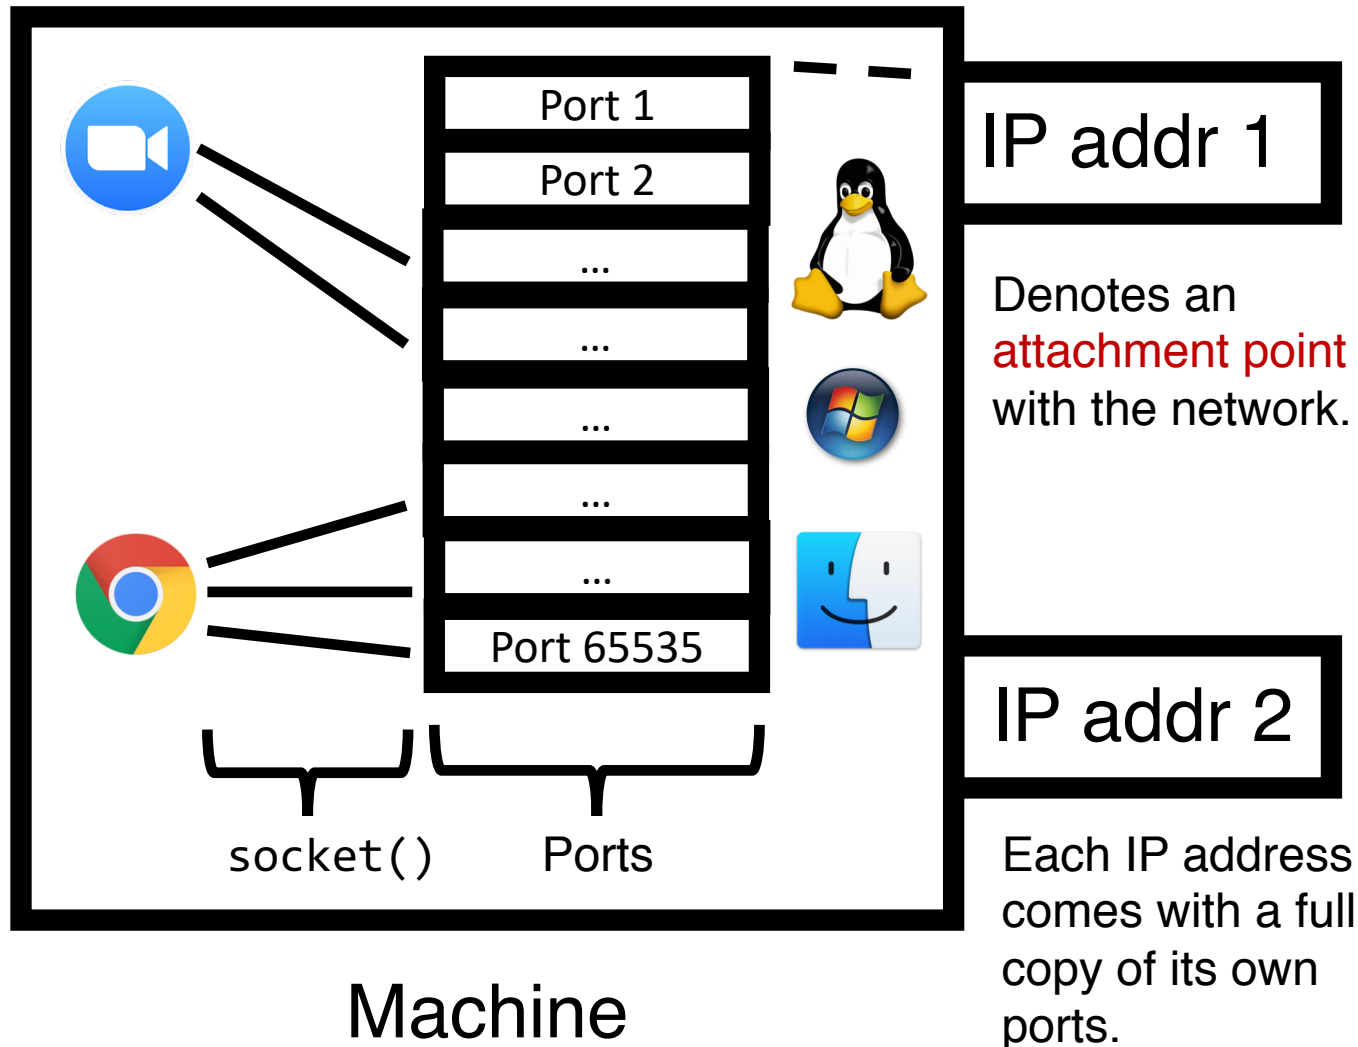 Port 1
Port 2
...
...
...
...
...
Port 65535
socket()
Ports
Machine
IP addr 1
Denotes an
attachment point
with the network.
IP addr 2
Each IP address
comes with a full
copy of its own
ports.